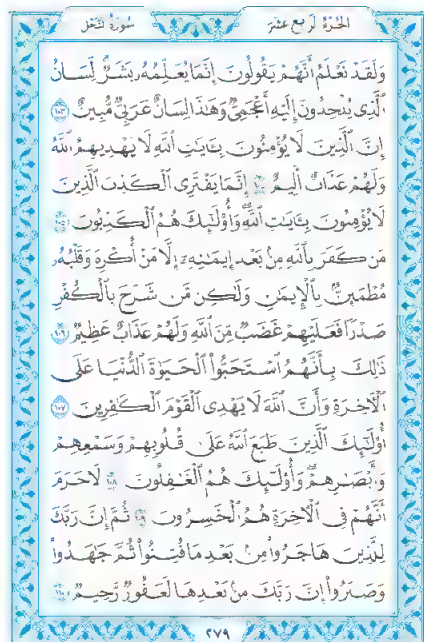 الجزء الرابع عشر
سورة النحل
وَلَقَدْ نَعْلَمُ أَنَّهُمْ يَقُولُونَ إِنَّمَا يُعَلِّمُهُۥ بَشَرٌ لِّسَانُ
ٱلَّذِى يُلْحِدُونَ إِلَيْهِ أَعْجَمِىٌّ وَهَٰذَا لِسَانٌ عَرَبِىٌّ مُّبِينٌ ١٠٣
إِنَّ ٱلَّذِينَ لَا يُؤْمِنُونَ بِـَٔايَٰتِ ٱللَّهِ لَا يَهْدِيهِمُ ٱللَّهُ
وَلَهُمْ عَذَابٌ أَلِيمٌ ١٠٤ إِنَّمَا يَفْتَرِى ٱلْكَذِبَ ٱلَّذِينَ
لَا يُؤْمِنُونَ بِـَٔايَٰتِ ٱللَّهِ وَأُو۟لَٰٓئِكَ هُمُ ٱلْكَٰذِبُونَ ١٠٥
مَن كَفَرَ بِٱللَّهِ مِنۢ بَعْدِ إِيمَٰنِهِۦٓ إِلَّا مَنْ أُكْرِهَ وَقَلْبُهُۥ
مُطْمَئِنٌّۢ بِٱلْإِيمَٰنِ وَلَٰكِن مَّن شَرَحَ بِٱلْكُفْرِ
صَدْرًا فَعَلَيْهِمْ غَضَبٌ مِّنَ ٱللَّهِ وَلَهُمْ عَذَابٌ عَظِيمٌ ١٠٦
ذَٰلِكَ بِأَنَّهُمُ ٱسْتَحَبُّوا۟ ٱلْحَيَوٰةَ ٱلدُّنْيَا عَلَى
ٱلْءَاخِرَةِ وَأَنَّ ٱللَّهَ لَا يَهْدِى ٱلْقَوْمَ ٱلْكَٰفِرِينَ ١٠٧
أُو۟لَٰٓئِكَ ٱلَّذِينَ طَبَعَ ٱللَّهُ عَلَىٰ قُلُوبِهِمْ وَسَمْعِهِمْ
وَأَبْصَٰرِهِمْ وَأُو۟لَٰٓئِكَ هُمُ ٱلْغَٰفِلُونَ ١٠٨ لَا جَرَمَ
أَنَّهُمْ فِى ٱلْءَاخِرَةِ هُمُ ٱلْخَٰسِرُونَ ١٠٩ ثُمَّ إِنَّ رَبَّكَ
لِلَّذِينَ هَاجَرُوا۟ مِنۢ بَعْدِ مَا فُتِنُوا۟ ثُمَّ جَٰهَدُوا۟
وَصَبَرُوٓا۟ إِنَّ رَبَّكَ مِنۢ بَعْدِهَا لَغَفُورٌ رَّحِيمٌ ١١٠
٢٧٩